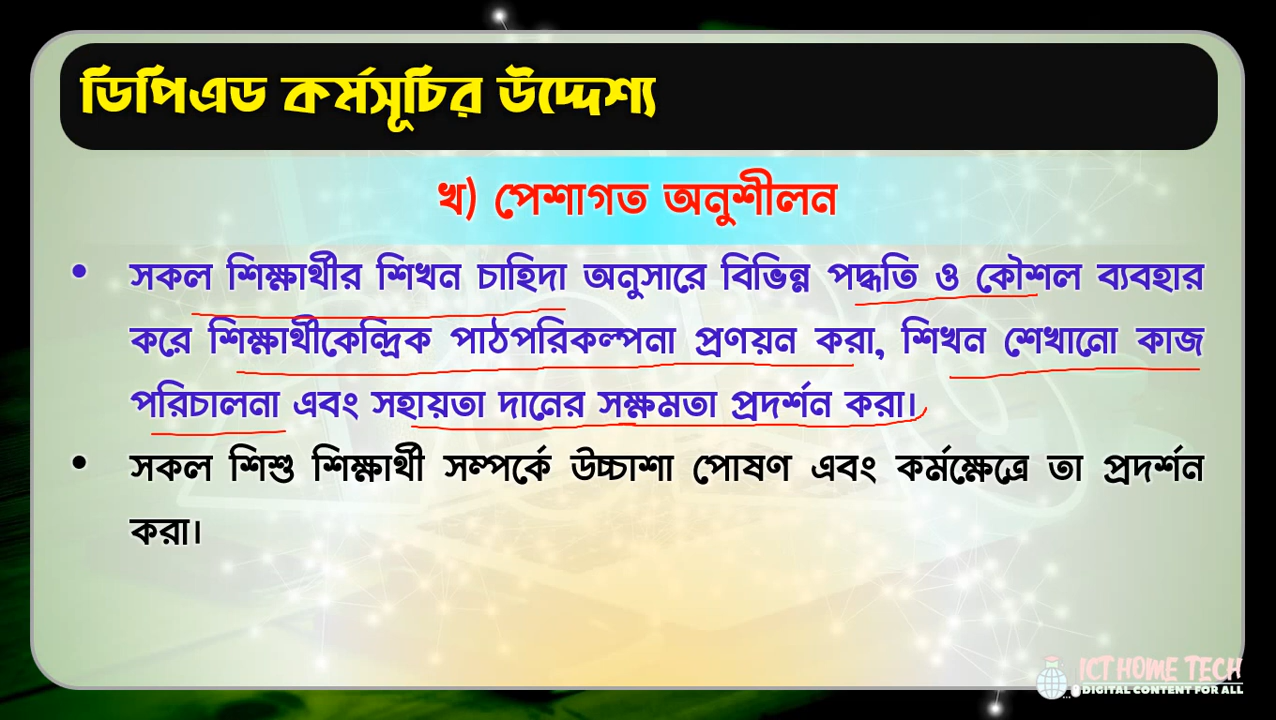 ডিপিএড কর্মসূচির উদ্দেশ্য
খ) পেশাগত অনুশীলন
• সকল শিক্ষার্থীর শিখন চাহিদা অনুসারে বিভিন্ন পদ্ধতি ও কৌশল ব্যবহার
করে শিক্ষার্থীকেন্দ্রিক পাঠপরিকল্পনা প্রণয়ন করা, শিখন শেখানো কাজ
পরিচালনা এবং সহায়তা দানের সক্ষমতা প্রদর্শন করা।
• সকল শিশু শিক্ষার্থী সম্পর্কে উচ্চাশা পোষণ এবং কর্মক্ষেত্রে তা প্রদর্শন
করা।
ICT HOME TECH
DIGITAL CONTENT FOR ALL